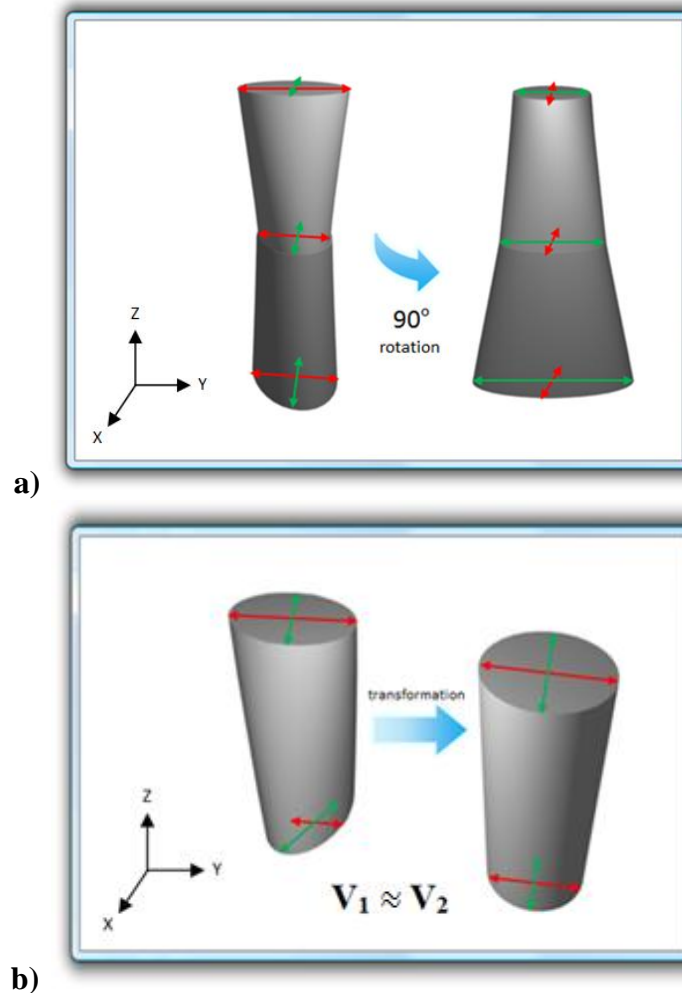 90°
rotation
Z
Y
X
a)
transformation
Z
Y
X
V₁ ≈ V₂
b)